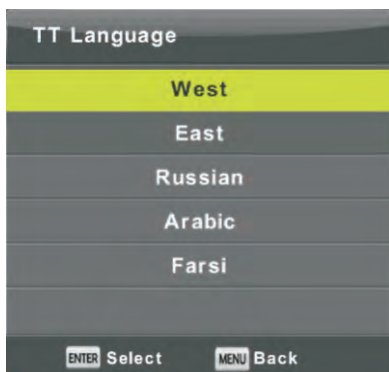 TT Language
West
East
Russian
Arabic
Farsi
ENTER Select MENU Back